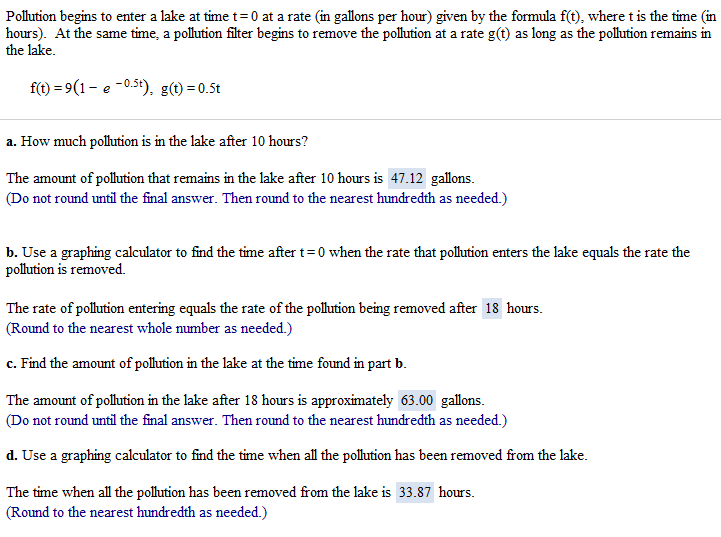 Pollution begins to enter a lake at time t=0 at a rate (in gallons per hour) given by the formula f(t), where t is the time (in
hours). At the same time, a pollution filter begins to remove the pollution at a rate g(t) as long as the pollution remains in
the lake.
f(t) = 9(1 − e^−0.5t), g(t) = 0.5t
a. How much pollution is in the lake after 10 hours?
The amount of pollution that remains in the lake after 10 hours is 47.12 gallons.
(Do not round until the final answer. Then round to the nearest hundredth as needed.)
b. Use a graphing calculator to find the time after t=0 when the rate that pollution enters the lake equals the rate the
pollution is removed.
The rate of pollution entering equals the rate of the pollution being removed after 18 hours.
(Round to the nearest whole number as needed.)
c. Find the amount of pollution in the lake at the time found in part b.
The amount of pollution in the lake after 18 hours is approximately 63.00 gallons.
(Do not round until the final answer. Then round to the nearest hundredth as needed.)
d. Use a graphing calculator to find the time when all the pollution has been removed from the lake.
The time when all the pollution has been removed from the lake is 33.87 hours.
(Round to the nearest hundredth as needed.)